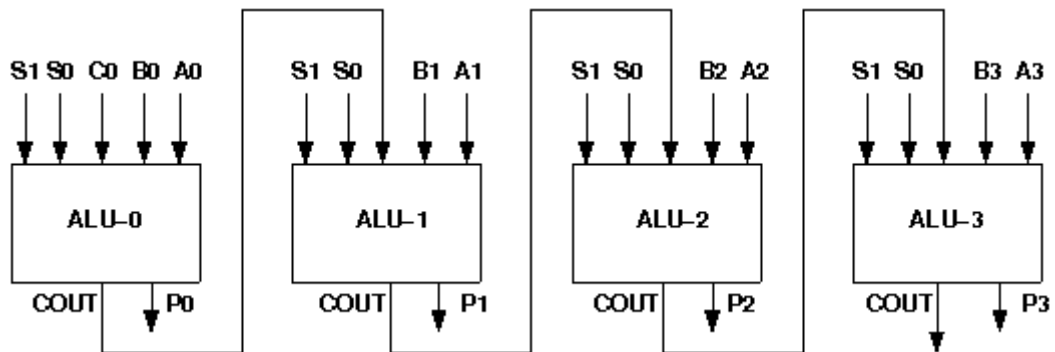 S1 S0 C0 B0 A0 S1 S0 B1 A1 S1 S0 B2 A2 S1 S0 B3 A3
ALU-0 ALU-1 ALU-2 ALU-3
COUT P0 COUT P1 COUT P2 COUT P3